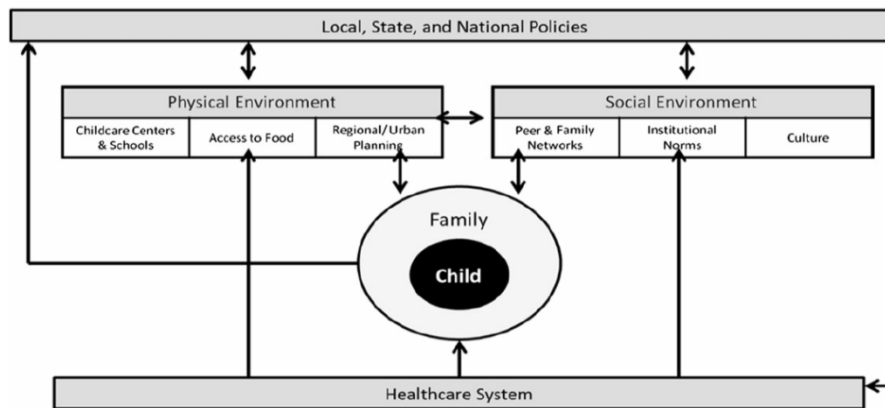 Local, State, and National Policies
Physical Environment
Social Environment
Childcare Centers
& Schools
Access to Food
Regional/Urban
Planning
Peer & Family
Networks
Institutional
Norms
Culture
Family
Child
Healthcare System